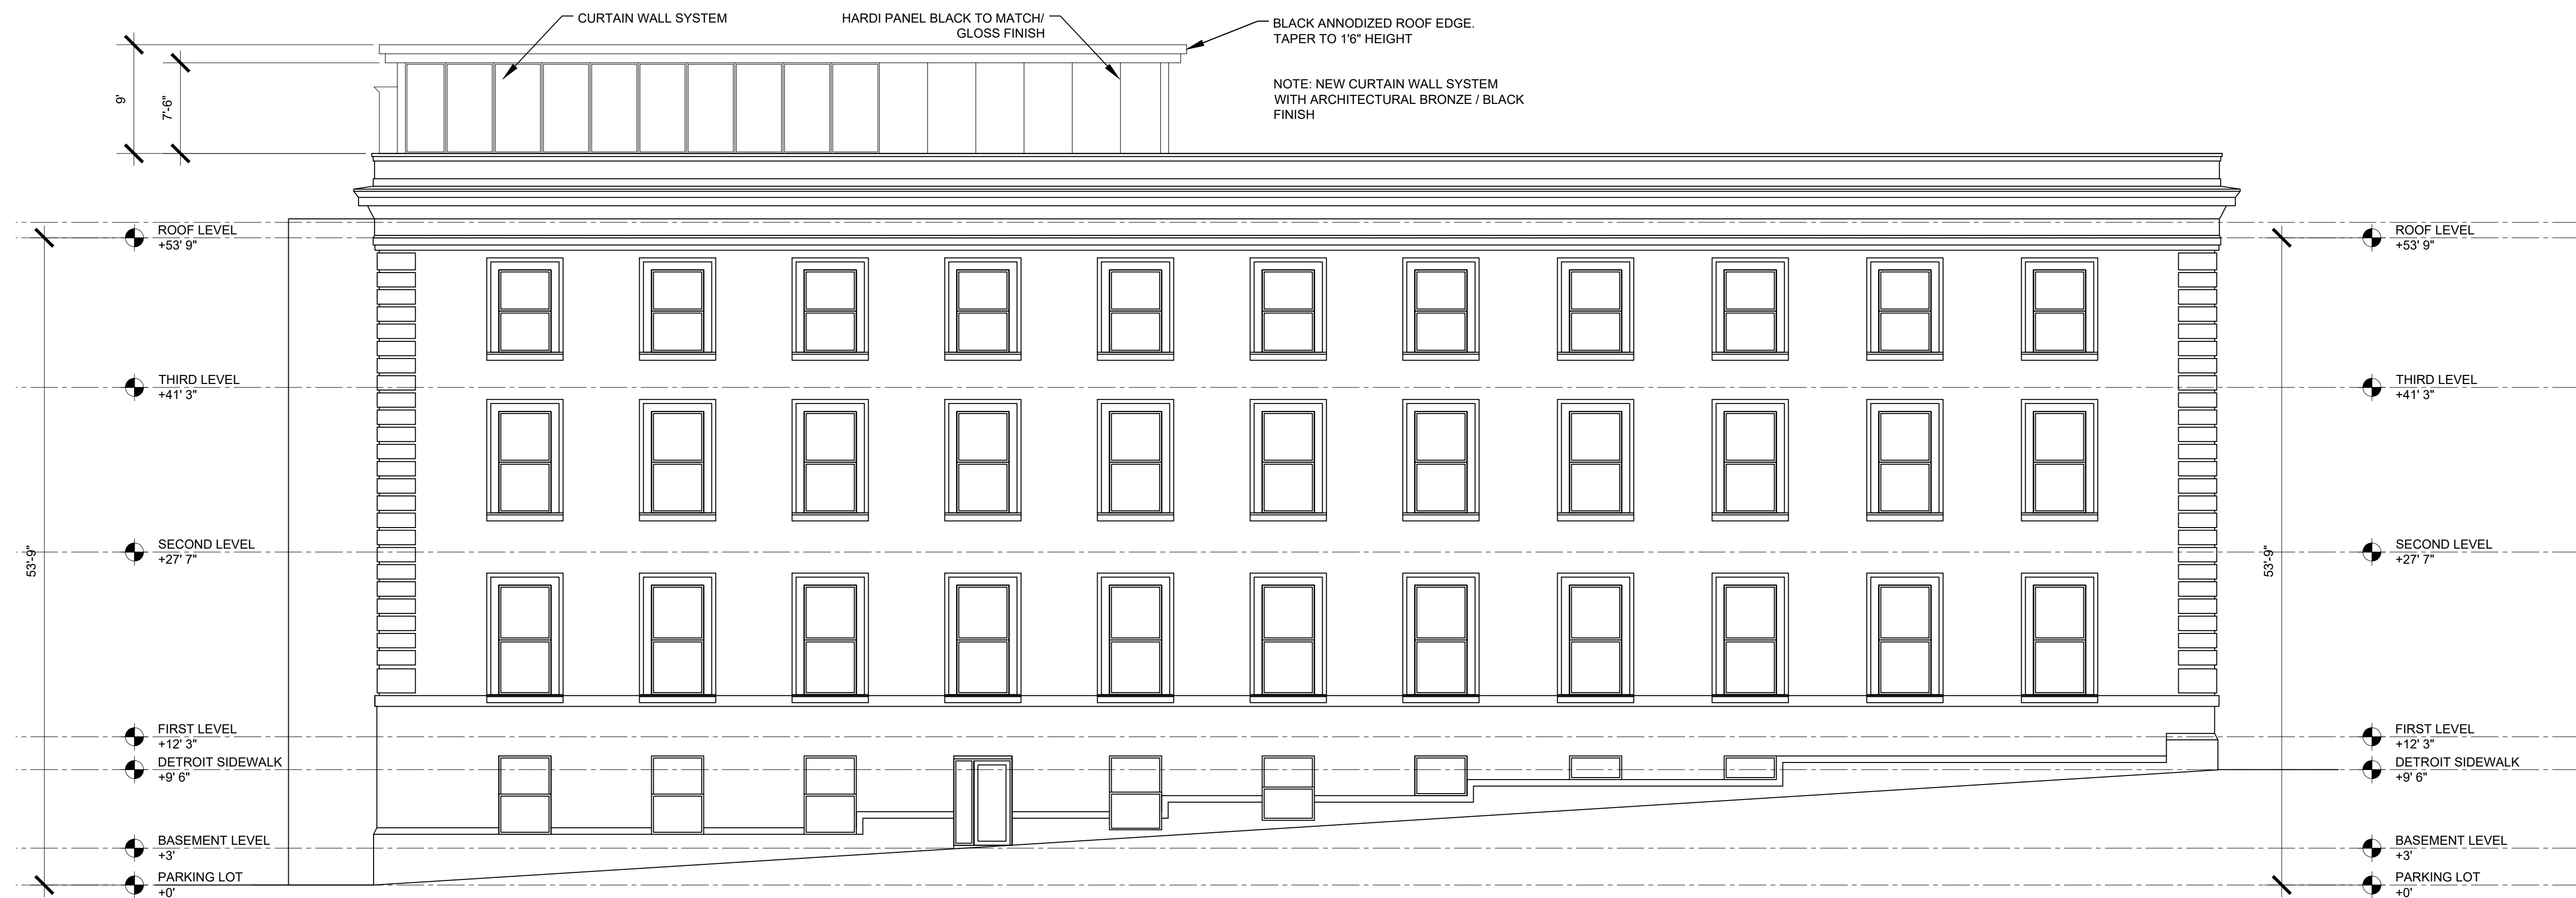 CURTAIN WALL SYSTEM
HARDI PANEL BLACK TO MATCH/
GLOSS FINISH
BLACK ANNODIZED ROOF EDGE.
TAPER TO 1'6" HEIGHT
NOTE: NEW CURTAIN WALL SYSTEM
WITH ARCHITECTURAL BRONZE / BLACK
FINISH
9'
7'-6"
ROOF LEVEL
+53' 9"
THIRD LEVEL
+41' 3"
SECOND LEVEL
+27' 7"
53'-9"
FIRST LEVEL
+12' 3"
DETROIT SIDEWALK
+9' 6"
BASEMENT LEVEL
+3'
PARKING LOT
+0'
ROOF LEVEL
+53' 9"
THIRD LEVEL
+41' 3"
SECOND LEVEL
+27' 7"
53'-9"
FIRST LEVEL
+12' 3"
DETROIT SIDEWALK
+9' 6"
BASEMENT LEVEL
+3'
PARKING LOT
+0'